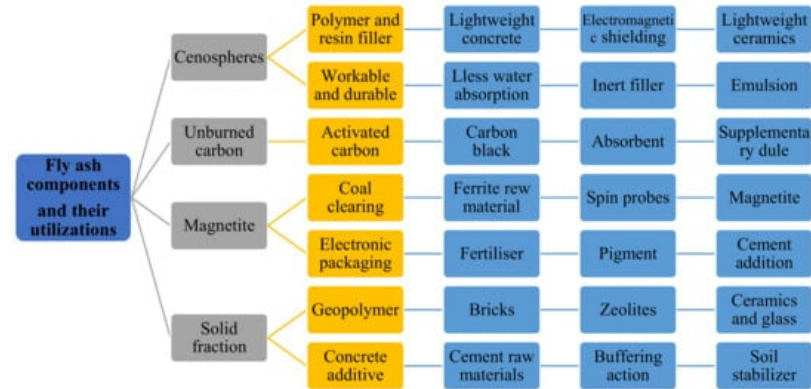 Polymer and
resin filler
Lightweight
concrete
Electromagneti
c shielding
Lightweight
ceramics
Cenospheres
Workable
and durable
Lless water
absorption
Inert filler
Emulsion
Unburned
carbon
Activated
carbon
Carbon
black
Absorbent
Supplementa
ry dule
Fly ash
components
and their
utilizations
Coal
clearing
Ferrite rew
material
Spin probes
Magnetite
Magnetite
Electronic
packaging
Fertiliser
Pigment
Cement
addition
Solid
fraction
Geopolymer
Bricks
Zeolites
Ceramics
and glass
Concrete
additive
Cement raw
materials
Buffering
action
Soil
stabilizer